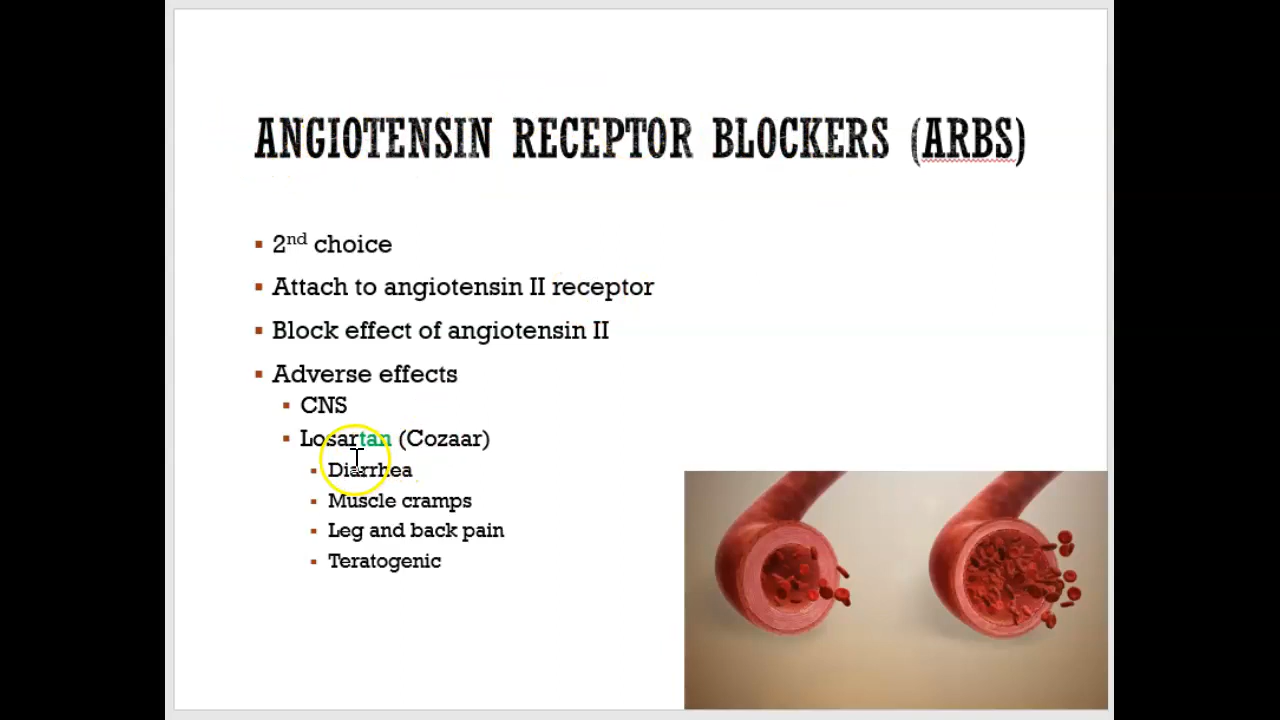 ANGIOTENSIN RECEPTOR BLOCKERS (ARBS)
▪ 2nd choice
▪ Attach to angiotensin II receptor
▪ Block effect of angiotensin II
▪ Adverse effects
▪ CNS
▪ Losartan (Cozaar)
▪ Diarrhea
▪ Muscle cramps
▪ Leg and back pain
▪ Teratogenic